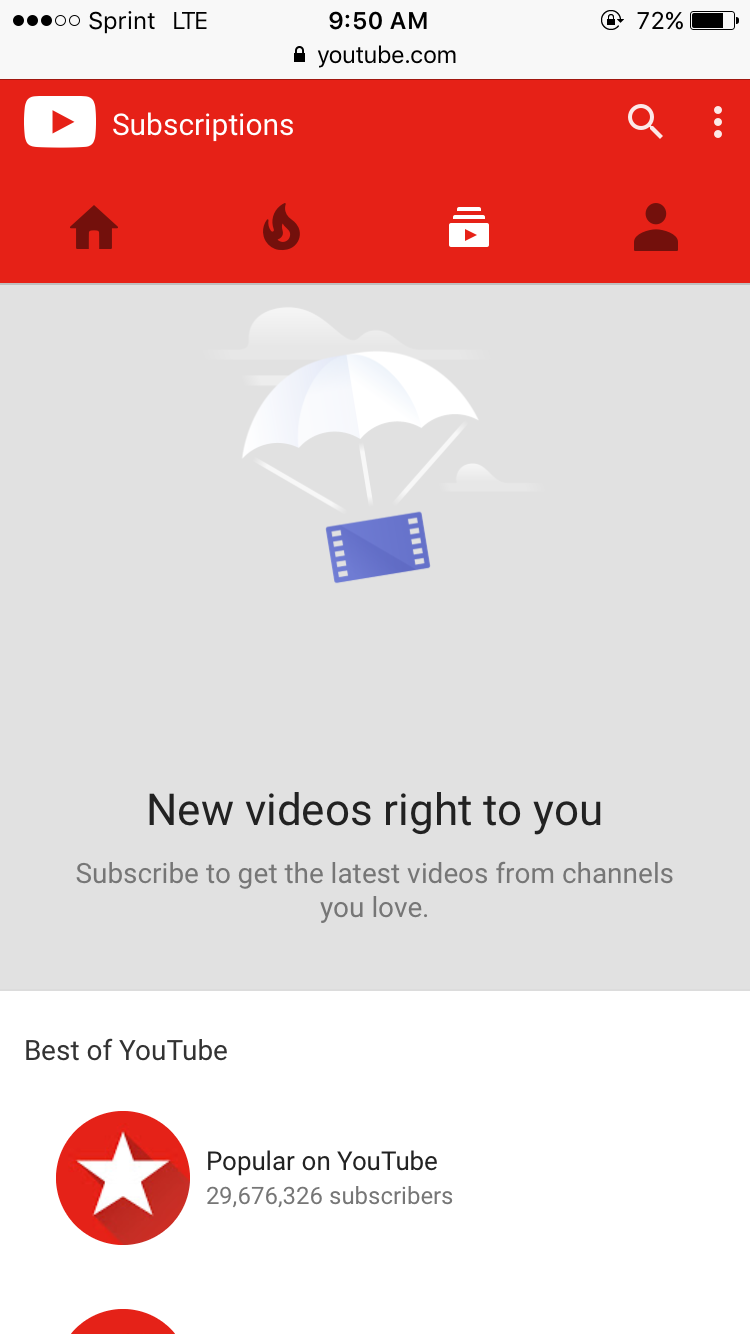 Sprint LTE 9:50 AM 72%
youtube.com
Subscriptions
New videos right to you
Subscribe to get the latest videos from channels
you love.
Best of YouTube
Popular on YouTube
29,676,326 subscribers